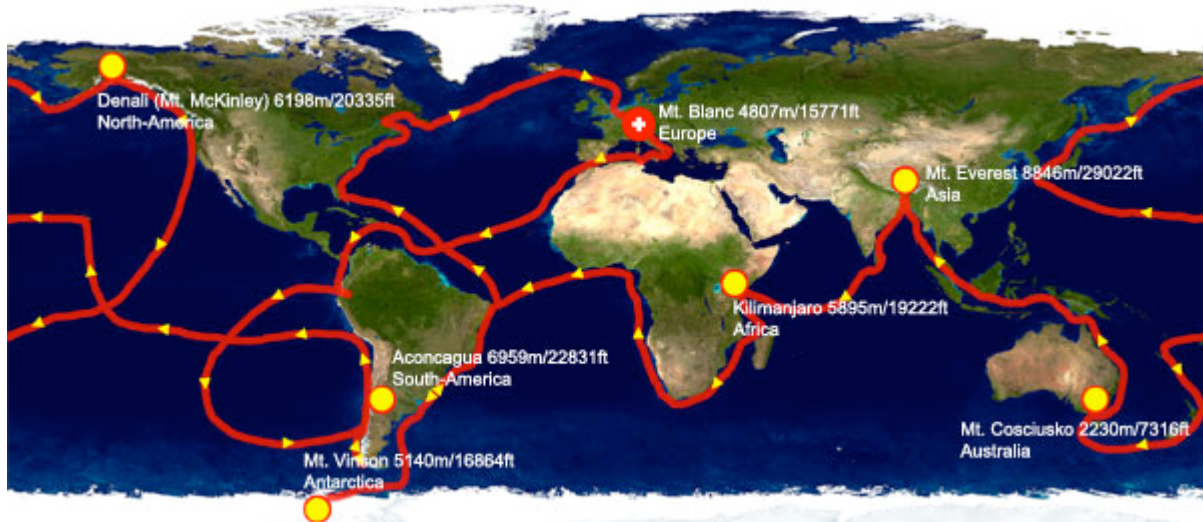 Denali (Mt. McKinley) 6198m/20335ft
North-America
Mt. Blanc 4807m/15771ft
Europe
Mt. Everest 8846m/29022ft
Asia
Kilimanjaro 5895m/19222ft
Africa
Aconcagua 6959m/22831ft
South-America
Mt. Cosciusko 2230m/7316ft
Australia
Mt. Vinson 5140m/16864ft
Antarctica